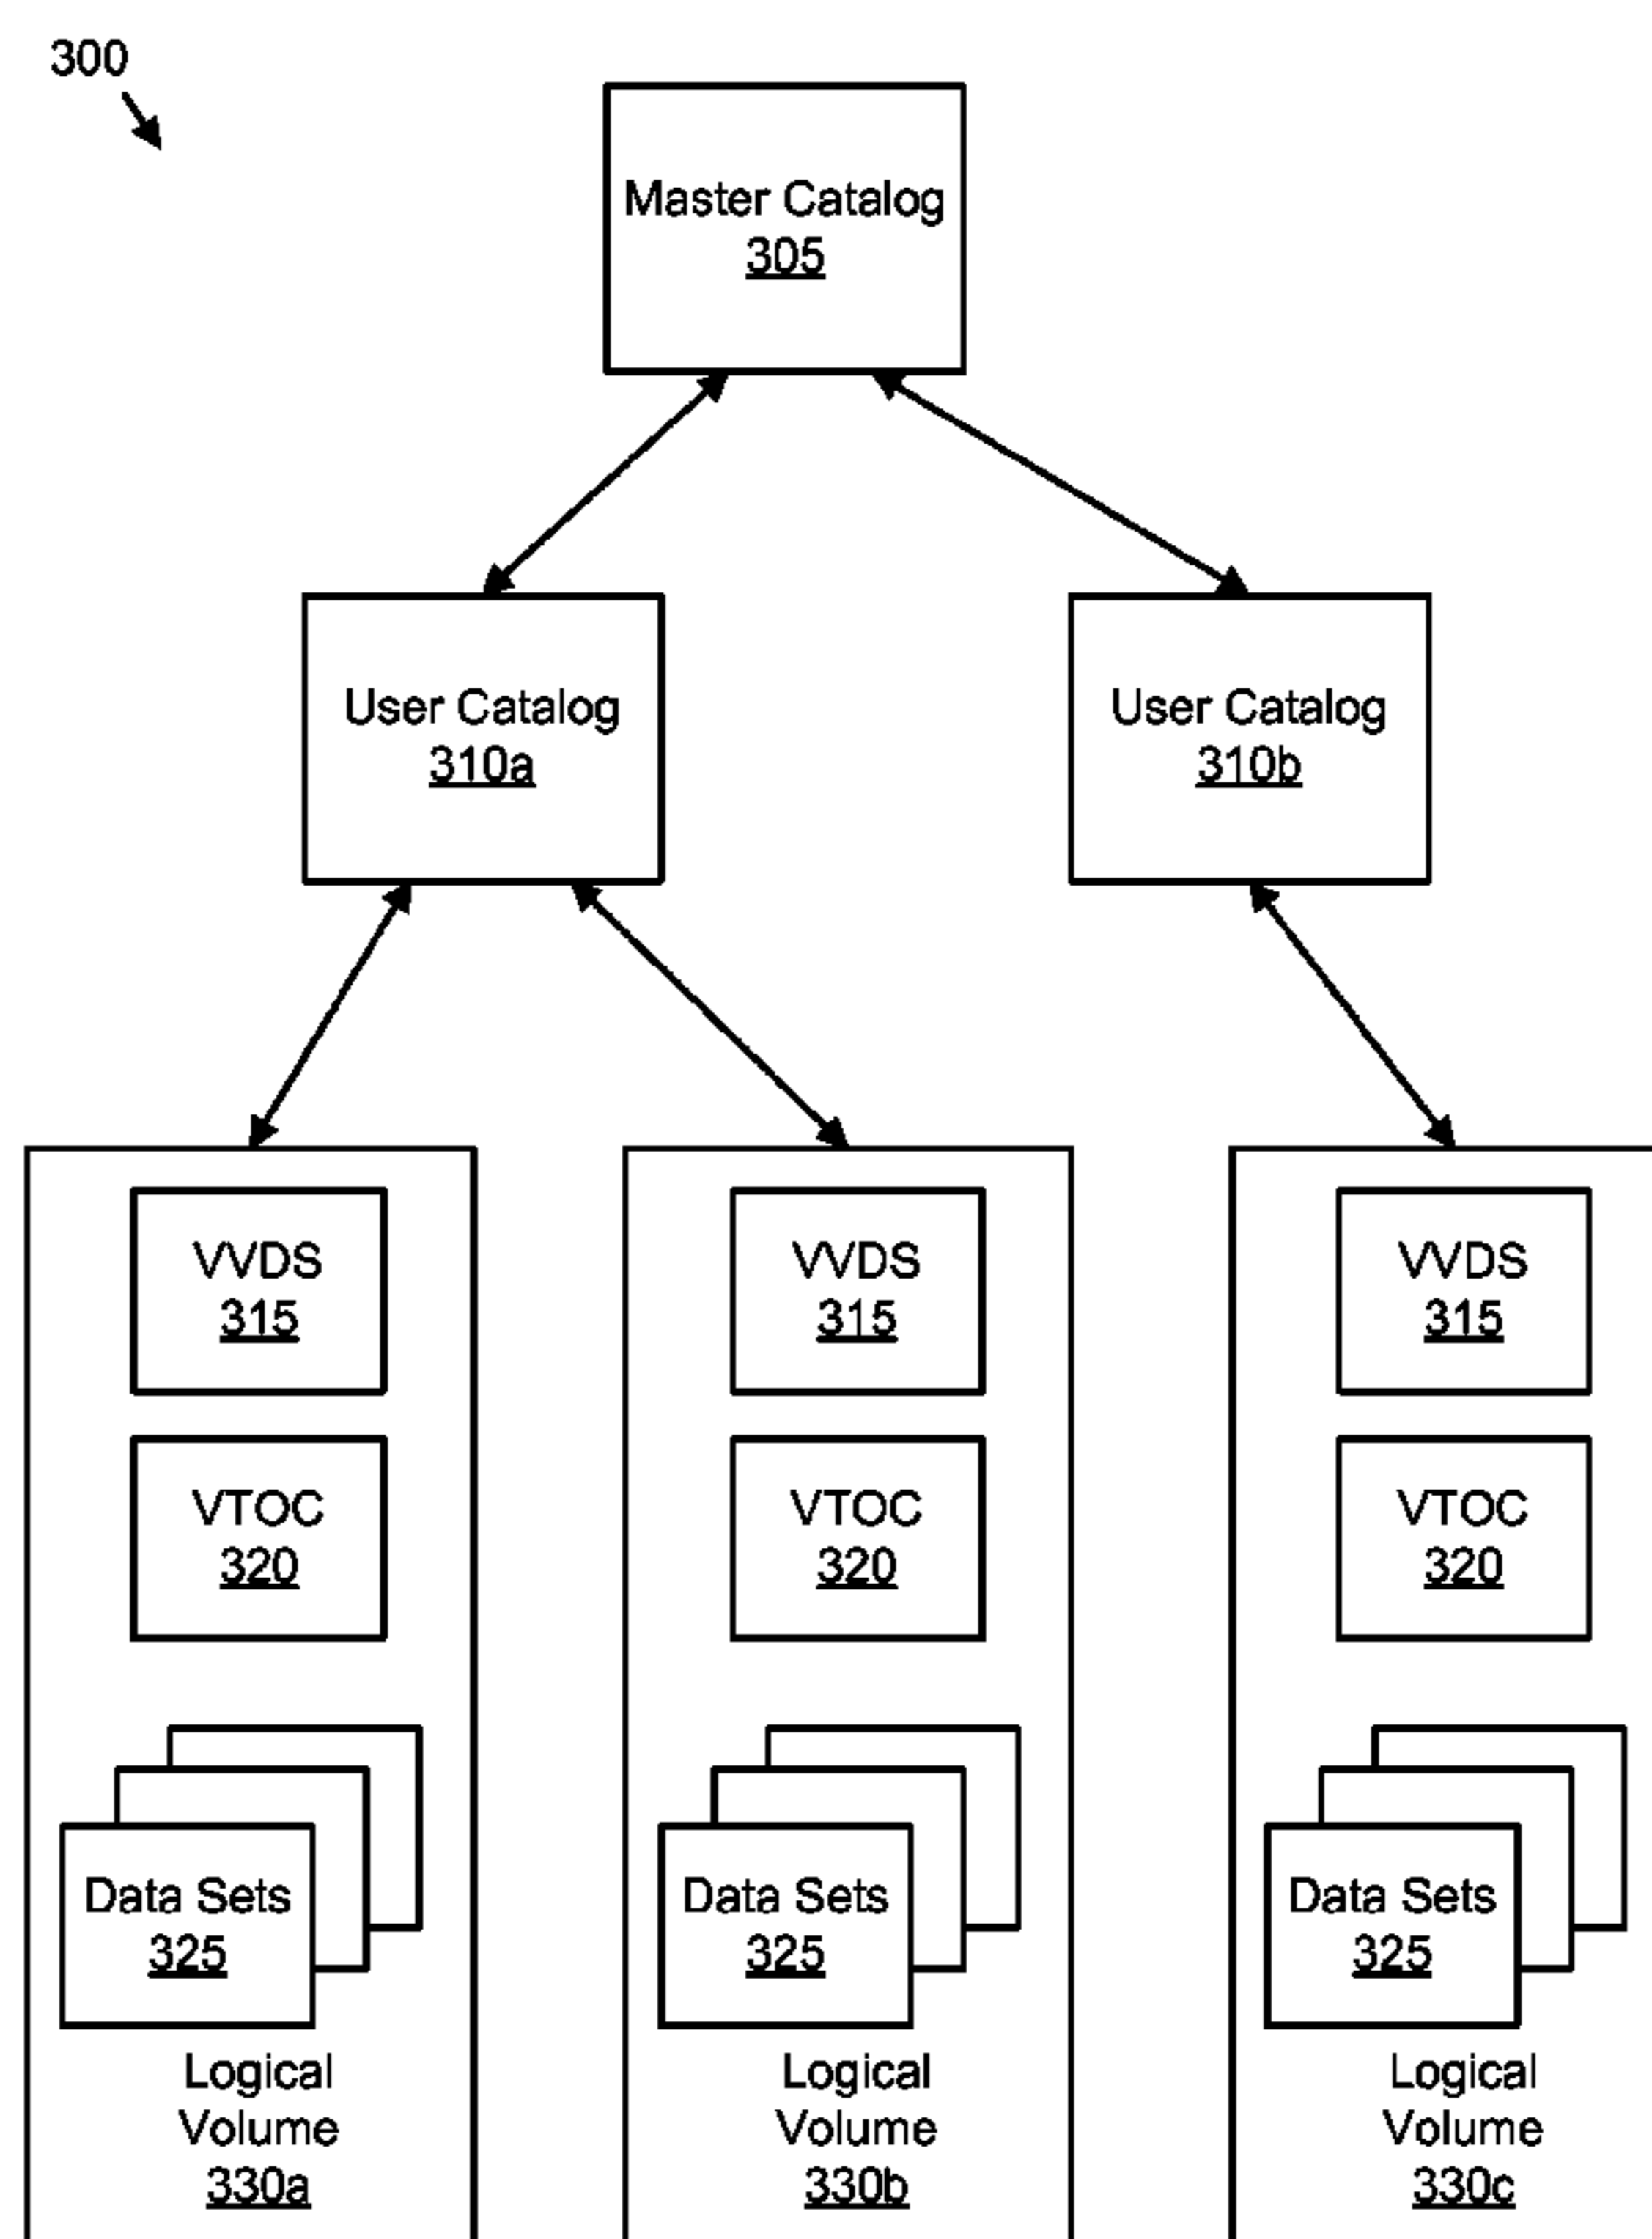 300
Master Catalog
305
User Catalog
310a
User Catalog
310b
VVDS
315
VVDS
315
VVDS
315
VTOC
320
VTOC
320
VTOC
320
Data Sets
325
Data Sets
325
Data Sets
325
Logical
Volume
330a
Logical
Volume
330b
Logical
Volume
330c